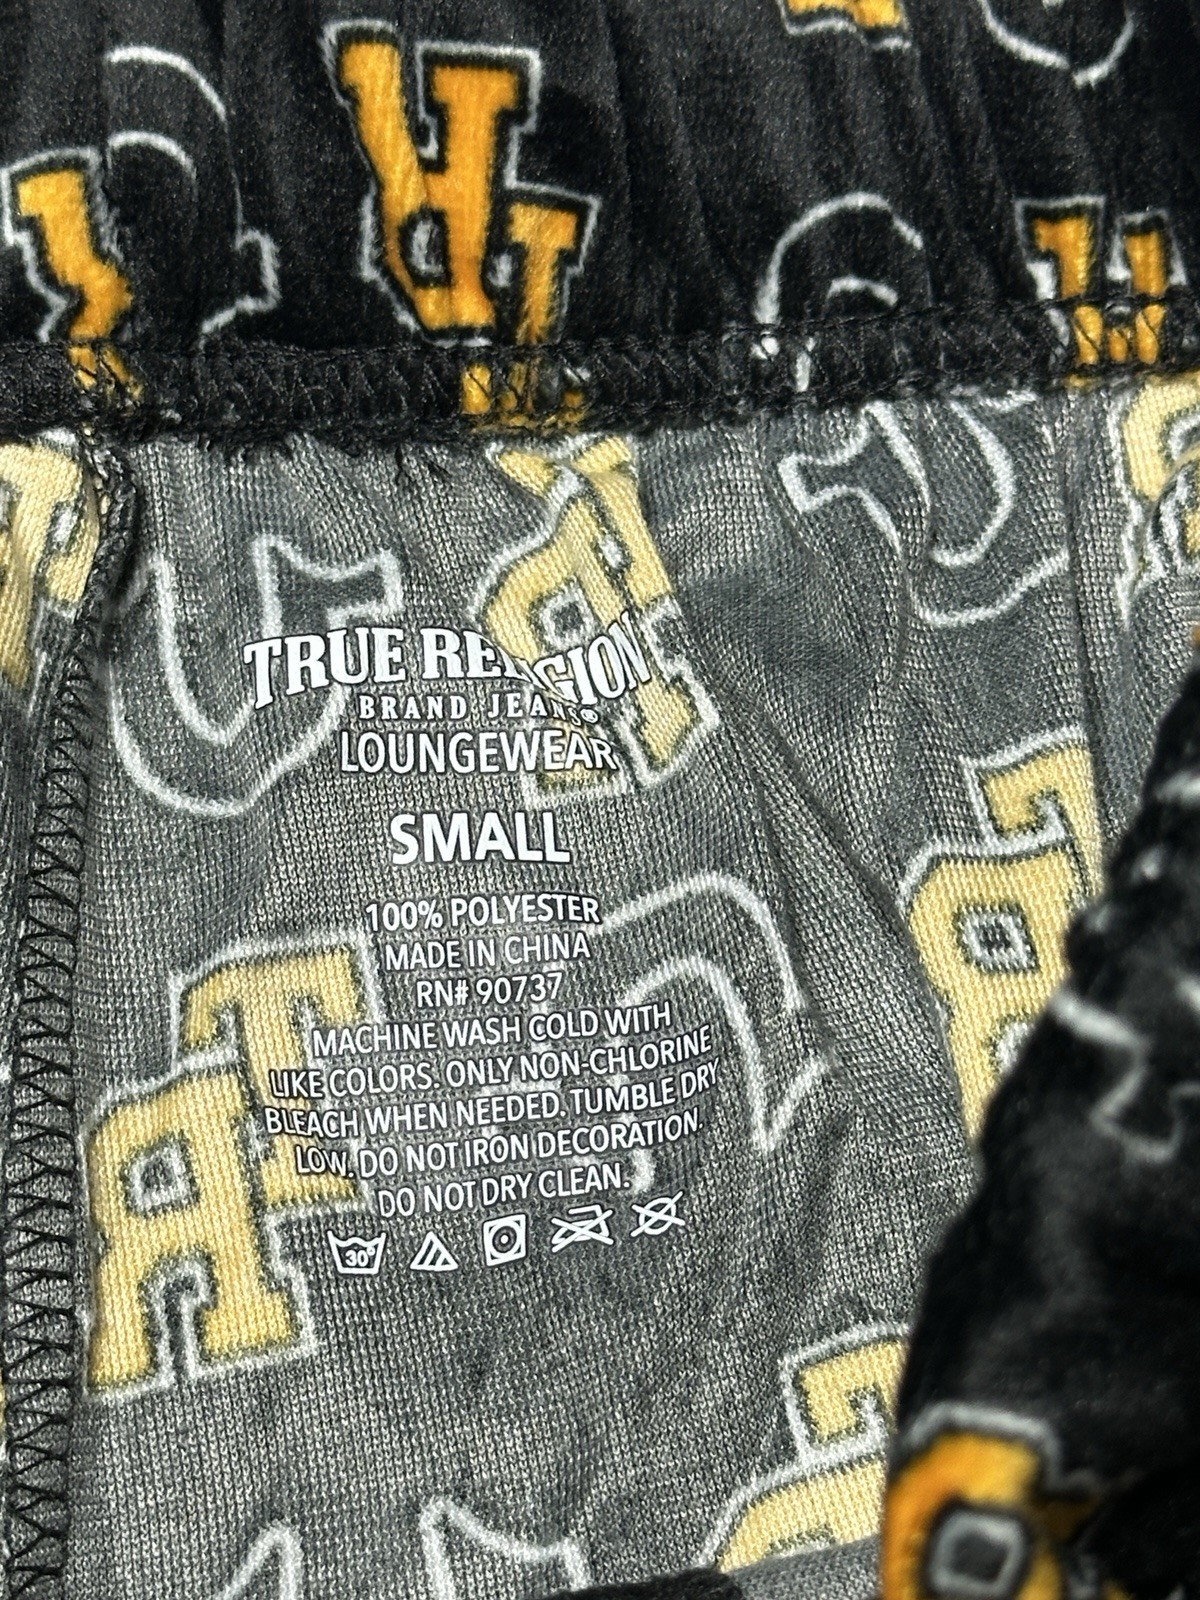 TRUE RELIGION
BRAND JEANS®
LOUNGEWEAR
SMALL
100% POLYESTER
MADE IN CHINA
RN# 90737
MACHINE WASH COLD WITH
LIKE COLORS. ONLY NON-CHLORINE
BLEACH WHEN NEEDED. TUMBLE DRY
LOW. DO NOT IRON DECORATION.
DO NOT DRY CLEAN.
30°